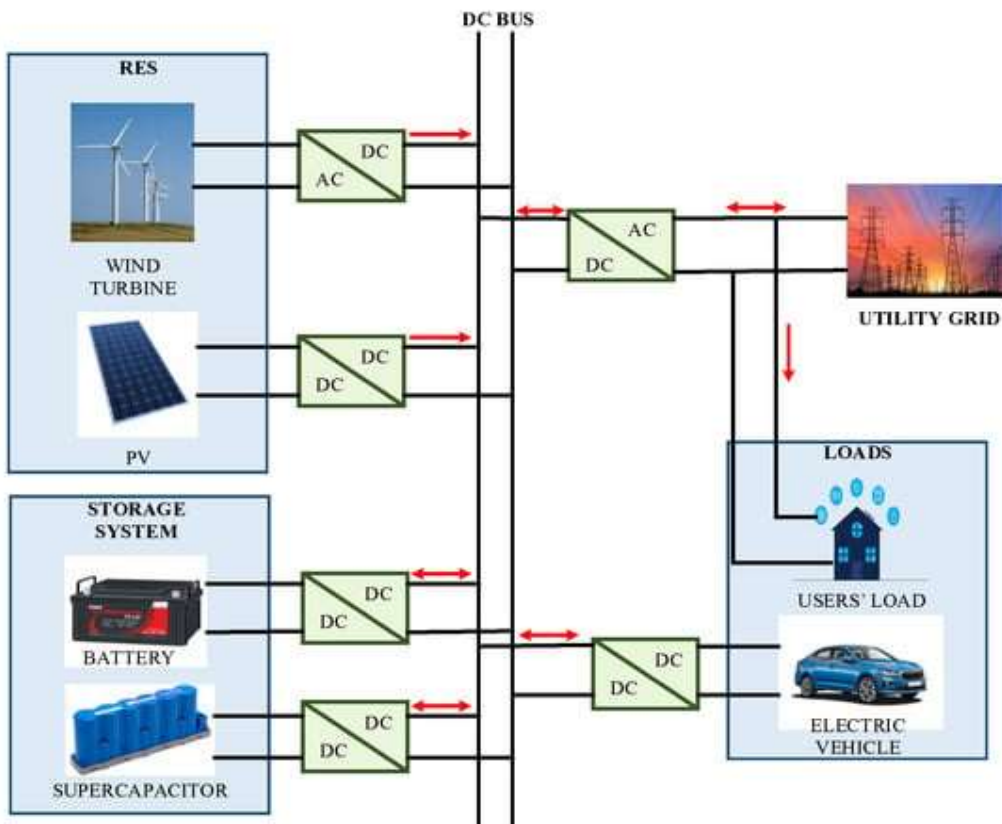 DC BUS
RES
WIND
TURBINE
PV
DC
AC
DC
DC
AC
DC
UTILITY GRID
STORAGE
SYSTEM
BATTERY
SUPERCAPACITOR
DC
DC
DC
DC
LOADS
USERS' LOAD
DC
DC
ELECTRIC
VEHICLE